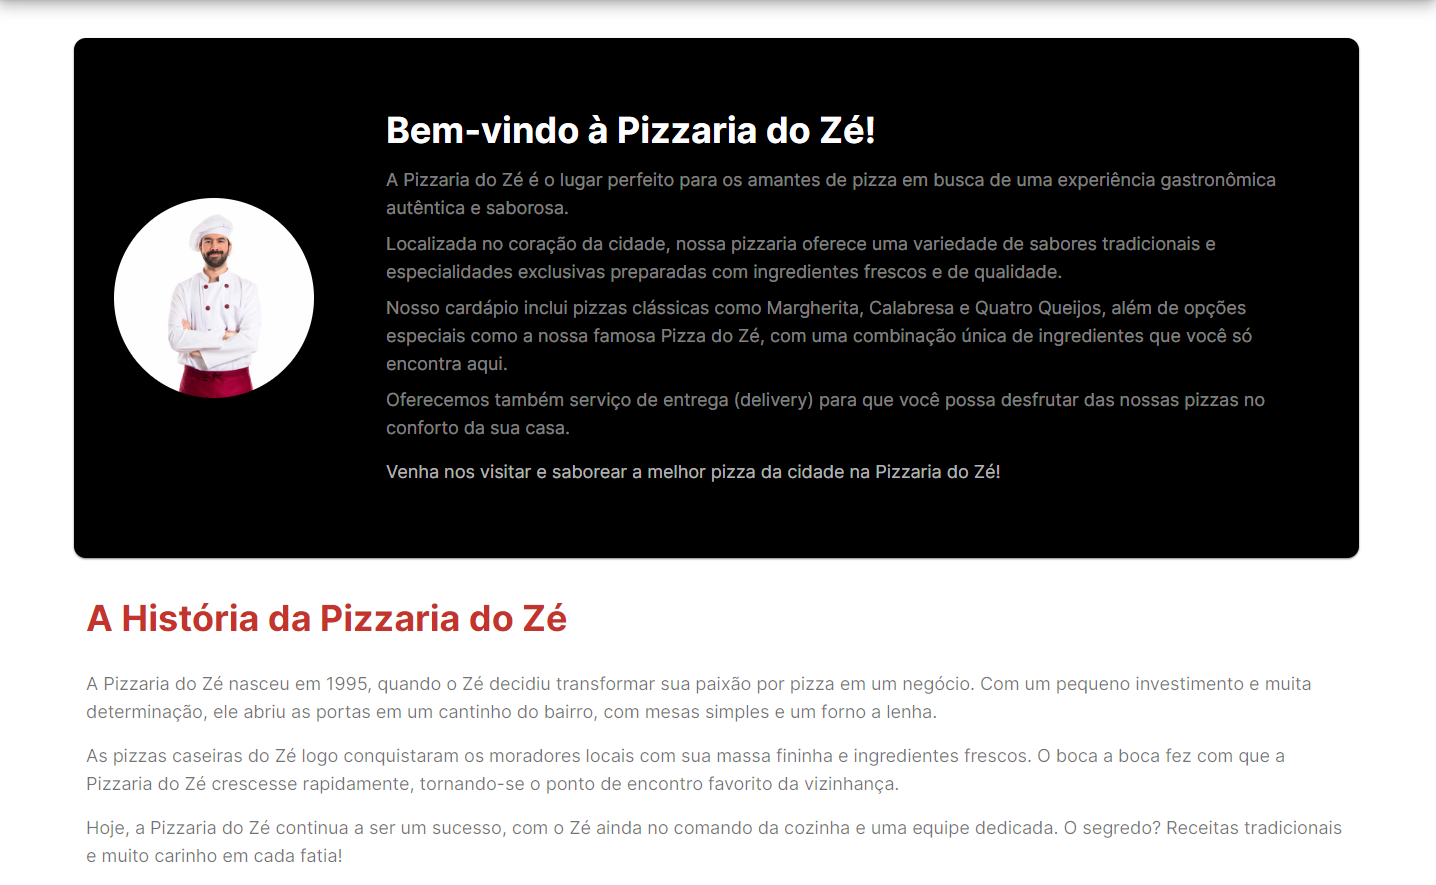 Bem-vindo à Pizzaria do Zé!
A Pizzaria do Zé é o lugar perfeito para os amantes de pizza em busca de uma experiência gastronômica
autêntica e saborosa.
Localizada no coração da cidade, nossa pizzaria oferece uma variedade de sabores tradicionais e
especialidades exclusivas preparadas com ingredientes frescos e de qualidade.
Nosso cardápio inclui pizzas clássicas como Margherita, Calabresa e Quatro Queijos, além de opções
especiais como a nossa famosa Pizza do Zé, com uma combinação única de ingredientes que você só
encontra aqui.
Oferecemos também serviço de entrega (delivery) para que você possa desfrutar das nossas pizzas no
conforto da sua casa.
Venha nos visitar e saborear a melhor pizza da cidade na Pizzaria do Zé!
A História da Pizzaria do Zé
A Pizzaria do Zé nasceu em 1995, quando o Zé decidiu transformar sua paixão por pizza em um negócio. Com um pequeno investimento e muita
determinação, ele abriu as portas em um cantinho do bairro, com mesas simples e um forno a lenha.
As pizzas caseiras do Zé logo conquistaram os moradores locais com sua massa fininha e ingredientes frescos. O boca a boca fez com que a
Pizzaria do Zé crescesse rapidamente, tornando-se o ponto de encontro favorito da vizinhança.
Hoje, a Pizzaria do Zé continua a ser um sucesso, com o Zé ainda no comando da cozinha e uma equipe dedicada. O segredo? Receitas tradicionais
e muito carinho em cada fatia!